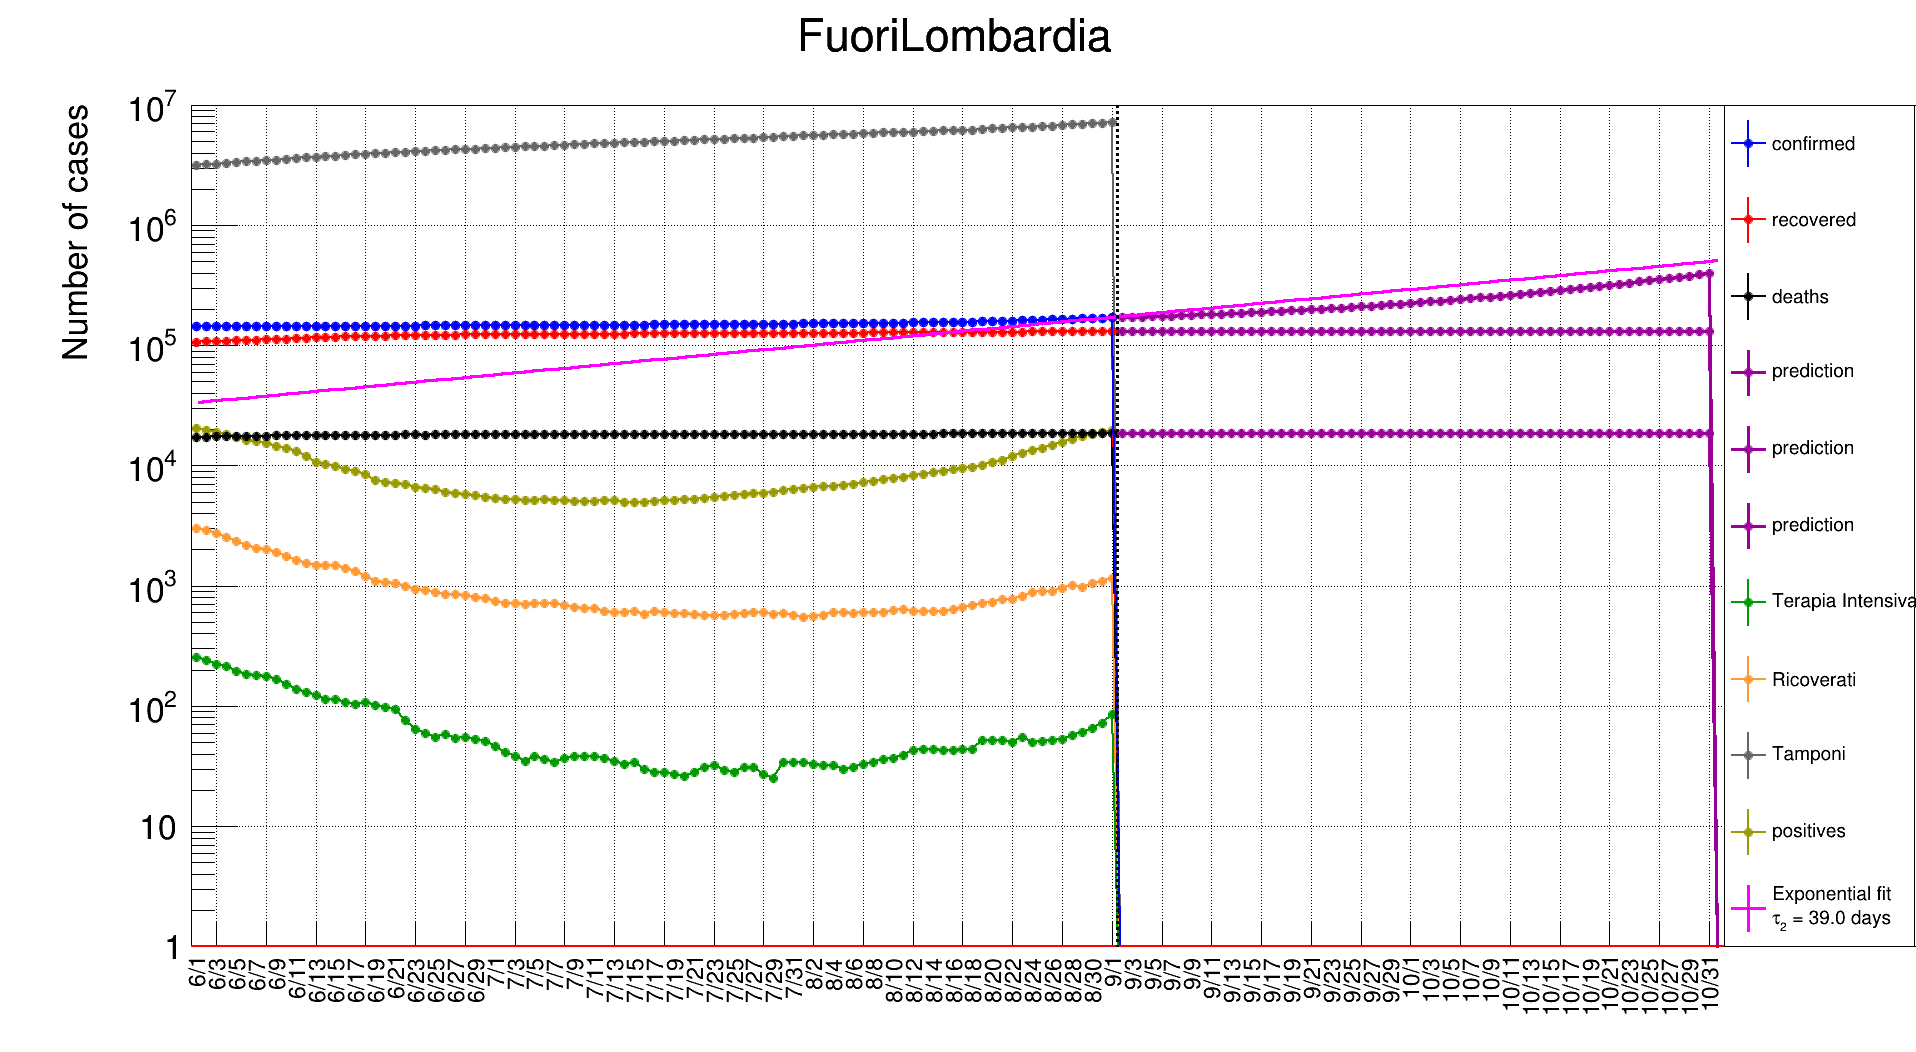 FuoriLombardia
Number of cases
10^7
10^6
10^5
10^4
10^3
10^2
10
1
6/1 6/3 6/5 6/7 6/9 6/11 6/13 6/15 6/17 6/19 6/21 6/23 6/25 6/27 6/29 7/1 7/3 7/5 7/7 7/9 7/11 7/13 7/15 7/17 7/19 7/21 7/23 7/25 7/27 7/29 7/31 8/2 8/4 8/6 8/8 8/10 8/12 8/14 8/16 8/18 8/20 8/22 8/24 8/26 8/28 8/30 9/1 9/3 9/5 9/7 9/9 9/11 9/13 9/15 9/17 9/19 9/21 9/23 9/25 9/27 9/29 10/1 10/3 10/5 10/7 10/9 10/11 10/13 10/15 10/17 10/19 10/21 10/23 10/25 10/27 10/29 10/31
confirmed
recovered
deaths
prediction
prediction
prediction
Terapia Intensiva
Ricoverati
Tamponi
positives
Exponential fit
τ₂ = 39.0 days